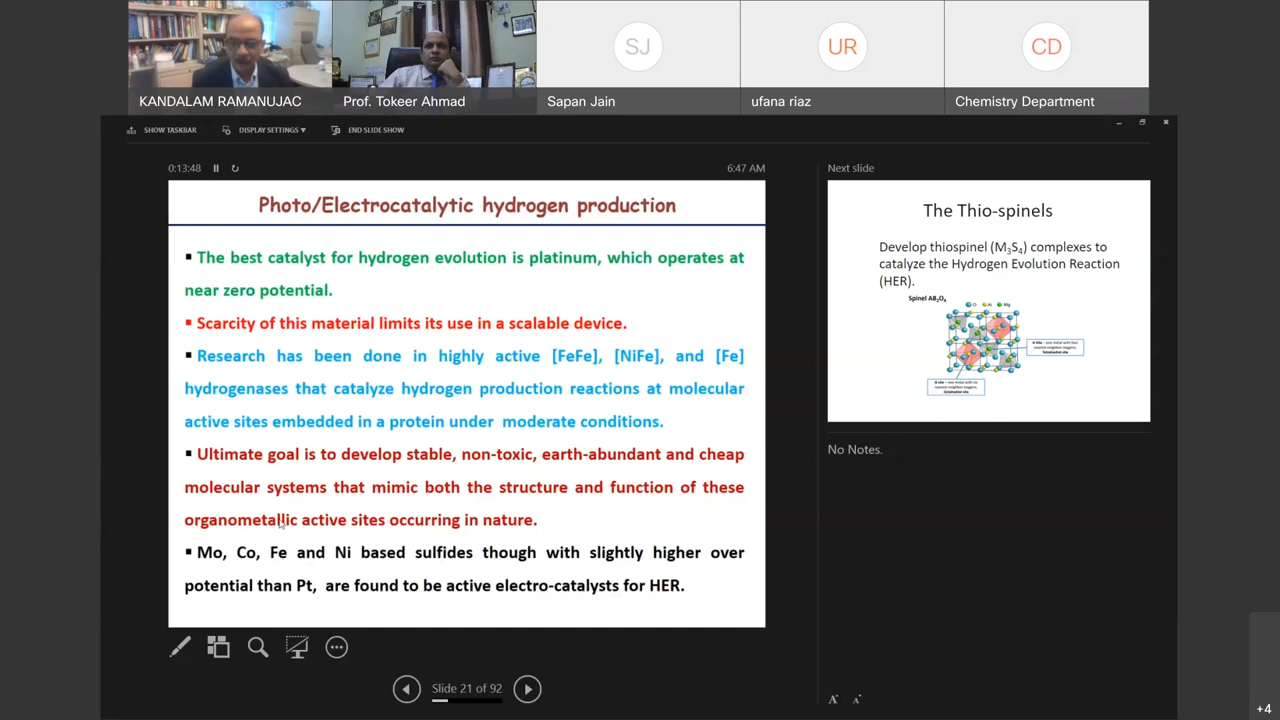 SJ
UR
CD
KANDALAM RAMANUJAC
Prof. Tokeer Ahmad
Sapan Jain
ufana riaz
Chemistry Department
SHOW TASKBAR
DISPLAY SETTINGS ▾
END SLIDE SHOW
0:13:48
6:47 AM
Photo/Electrocatalytic hydrogen production
▪ The best catalyst for hydrogen evolution is platinum, which operates at
near zero potential.
▪ Scarcity of this material limits its use in a scalable device.
▪ Research has been done in highly active [FeFe], [NiFe], and [Fe]
hydrogenases that catalyze hydrogen production reactions at molecular
active sites embedded in a protein under moderate conditions.
▪ Ultimate goal is to develop stable, non-toxic, earth-abundant and cheap
molecular systems that mimic both the structure and function of these
organometallic active sites occurring in nature.
▪ Mo, Co, Fe and Ni based sulfides though with slightly higher over
potential than Pt, are found to be active electro-catalysts for HER.
Slide 21 of 92
Next slide
The Thio-spinels
Develop thiospinel (M₃S₄) complexes to
catalyze the Hydrogen Evolution Reaction
(HER).
Spinel AB₂O₄
O Al Mg
No Notes.
A A
+4